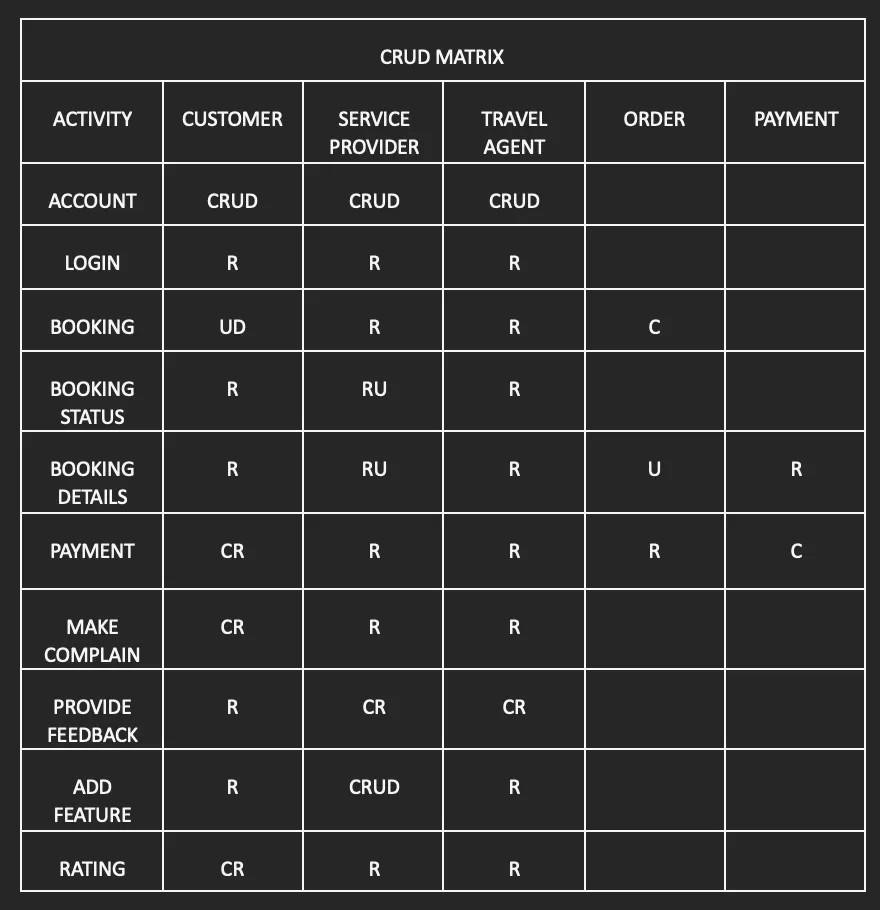 CRUD MATRIX
ACTIVITY CUSTOMER SERVICE PROVIDER TRAVEL AGENT ORDER PAYMENT
ACCOUNT CRUD CRUD CRUD
LOGIN R R R
BOOKING UD R R C
BOOKING STATUS R RU R
BOOKING DETAILS R RU R U R
PAYMENT CR R R R C
MAKE COMPLAIN CR R R
PROVIDE FEEDBACK R CR CR
ADD FEATURE R CRUD R
RATING CR R R